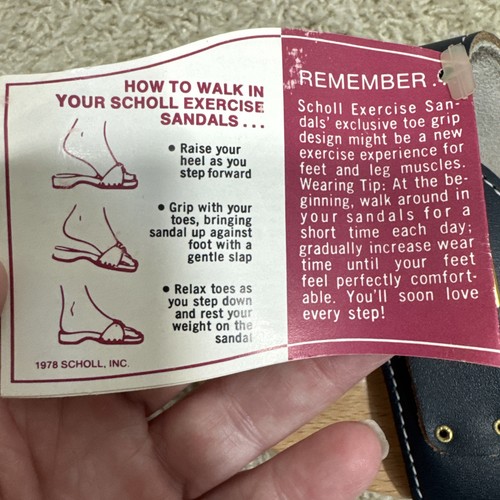 HOW TO WALK IN
YOUR SCHOLL EXERCISE
SANDALS...
• Raise your
heel as you
step forward
• Grip with your
toes, bringing
sandal up against
foot with a
gentle slap
• Relax toes as
you step down
and rest your
weight on the
sandal
1978 SCHOLL, INC.
REMEMBER...
Scholl Exercise San-
dals' exclusive toe grip
design might be a new
exercise experience for
feet and leg muscles.
Wearing Tip: At the be-
ginning, walk around in
your sandals for a
short time each day;
gradually increase wear
time until your feet
feel perfectly comfort-
able. You'll soon love
every step!